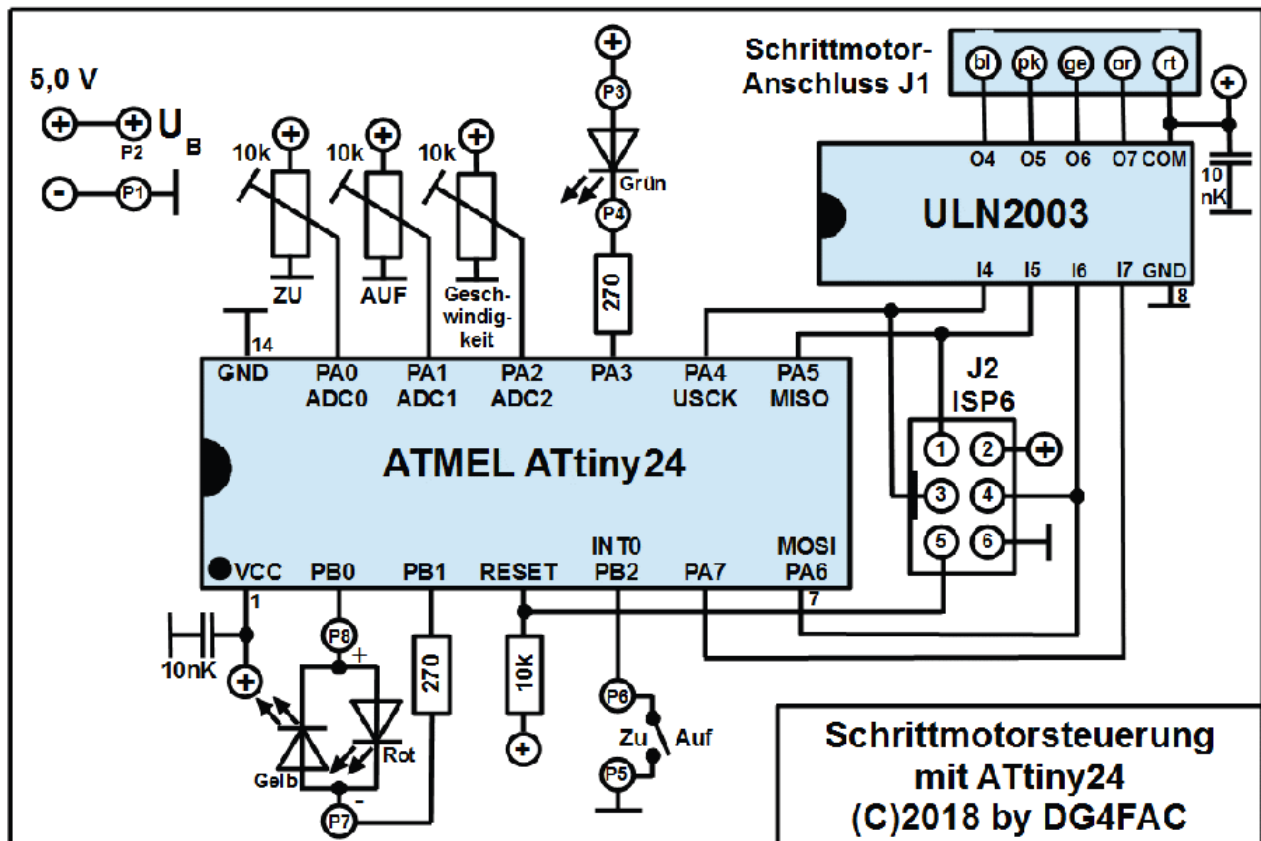 5,0 V
U B
P2
P1
10k
10k
10k
ZU
AUF
Gesch-
windig-
keit
P3
Grün
P4
270
Schrittmotor-
Anschluss J1
bl pk ge or rt
O4 O5 O6 O7 COM
10
nK
ULN2003
I4 I5 I6 I7 GND
8
14
GND PA0 PA1 PA2 PA3 PA4 PA5
ADC0 ADC1 ADC2 USCK MISO
ATMEL ATtiny24
INT0 MOSI
VCC PB0 PB1 RESET PB2 PA7 PA6
1
7
J2
ISP6
1 2
3 4
5 6
10nK
P8
+
Gelb
Rot
-
P7
270
10k
P6
Zu Auf
P5
Schrittmotorsteuerung
mit ATtiny24
(C)2018 by DG4FAC